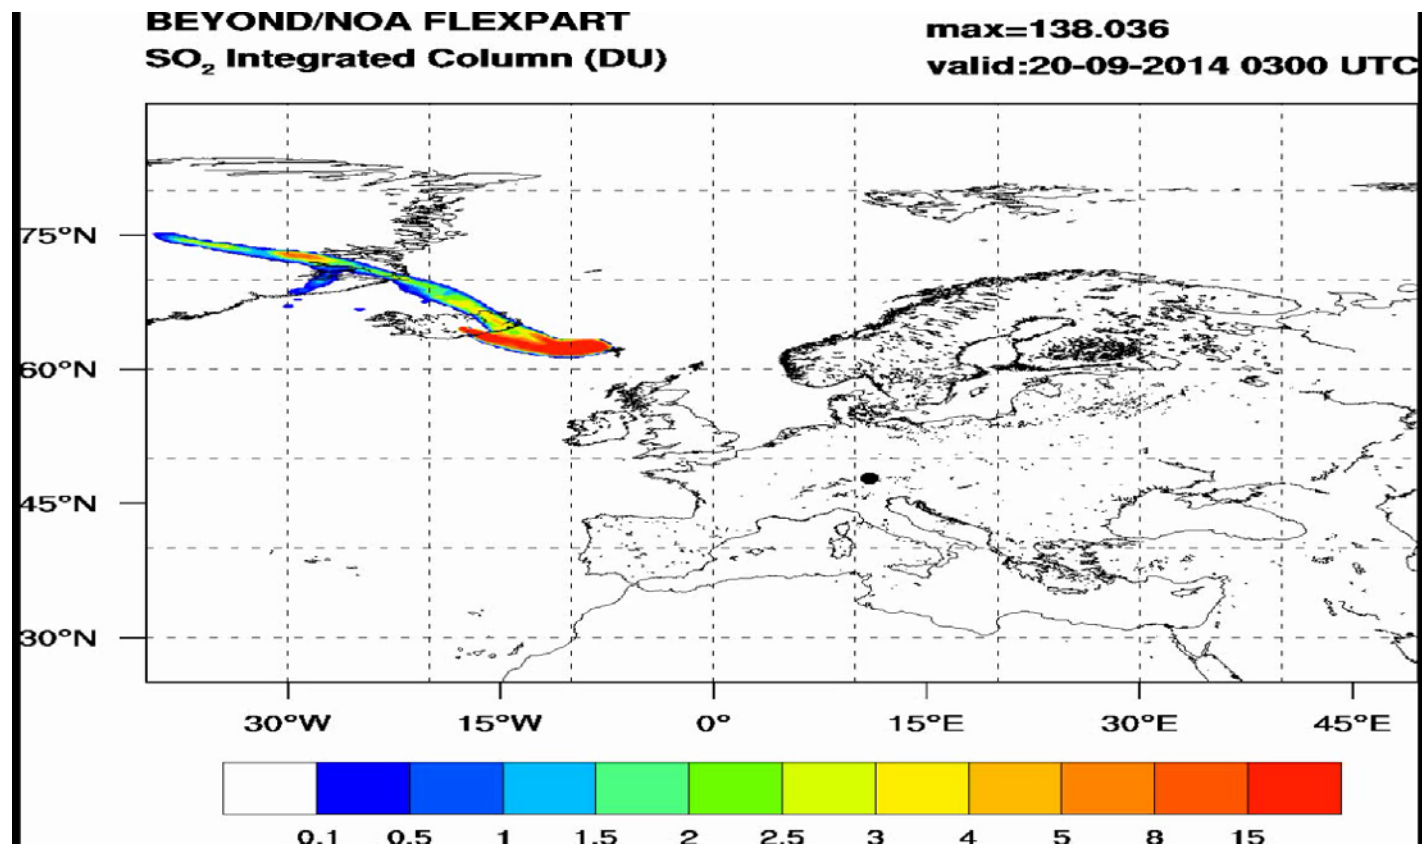 BEYOND/NOA FLEXPART
SO₂ Integrated Column (DU)
max=138.036
valid:20-09-2014 0300 UTC
75°N
60°N
45°N
30°N
30°W 15°W 0° 15°E 30°E 45°E
0.1 0.5 1 1.5 2 2.5 3 4 5 8 15